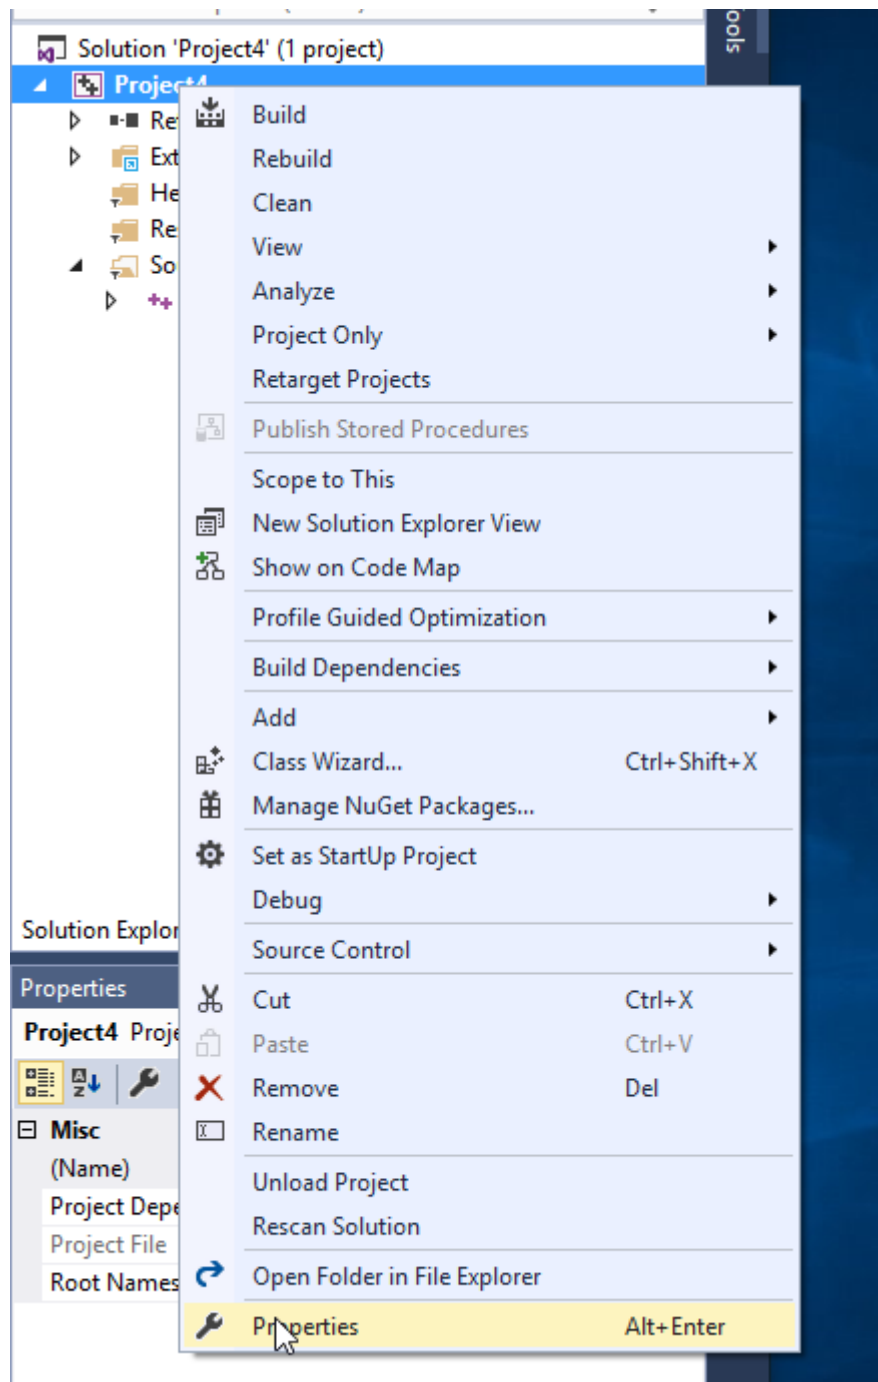 Solution 'Project4' (1 project)
Tools
Project4
Build
Rebuild
Clean
View
Analyze
Project Only
Retarget Projects
Publish Stored Procedures
Scope to This
New Solution Explorer View
Show on Code Map
Profile Guided Optimization
Build Dependencies
Add
Class Wizard... Ctrl+Shift+X
Manage NuGet Packages...
Set as StartUp Project
Debug
Solution Explor
Source Control
Properties
Cut Ctrl+X
Project4 Proje
Paste Ctrl+V
Remove Del
Misc
Rename
(Name)
Unload Project
Project Depe
Rescan Solution
Project File
Root Names
Open Folder in File Explorer
Properties Alt+Enter